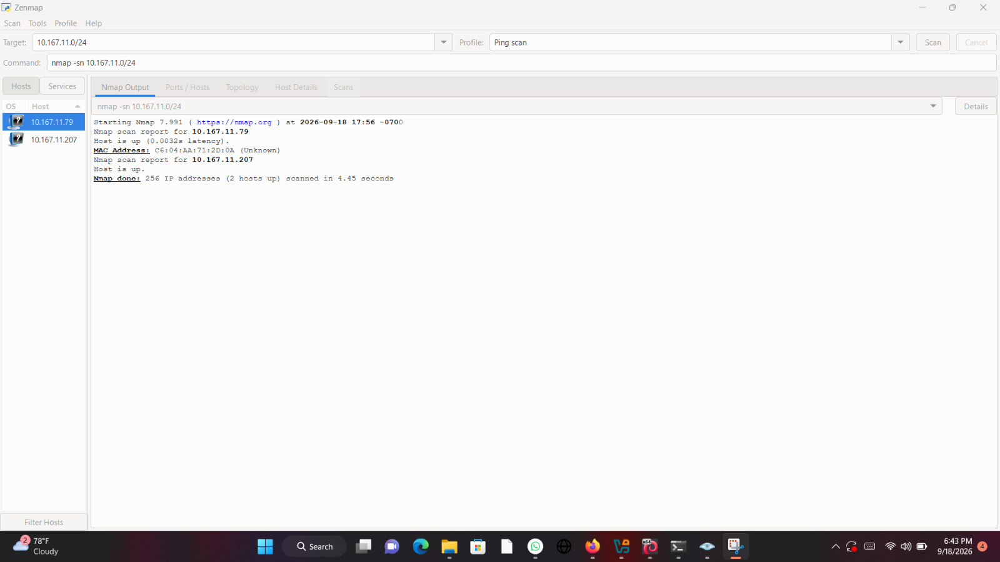 Zenmap
Scan Tools Profile Help
Target: 10.167.11.0/24 Profile: Ping scan Scan Cancel
Command: nmap -sn 10.167.11.0/24
Hosts Services
Nmap Output Ports / Hosts Topology Host Details Scans
OS Host
nmap -sn 10.167.11.0/24 Details
10.167.11.79
10.167.11.207
Starting Nmap 7.991 ( https://nmap.org ) at 2026-09-18 17:56 -0700
Nmap scan report for 10.167.11.79
Host is up (0.0032s latency).
MAC Address: C6:04:AA:71:2D:0A (Unknown)
Nmap scan report for 10.167.11.207
Host is up.
Nmap done: 256 IP addresses (2 hosts up) scanned in 4.45 seconds
Filter Hosts
2
78°F
Cloudy
Search
N64
6:43 PM
9/18/2026
4